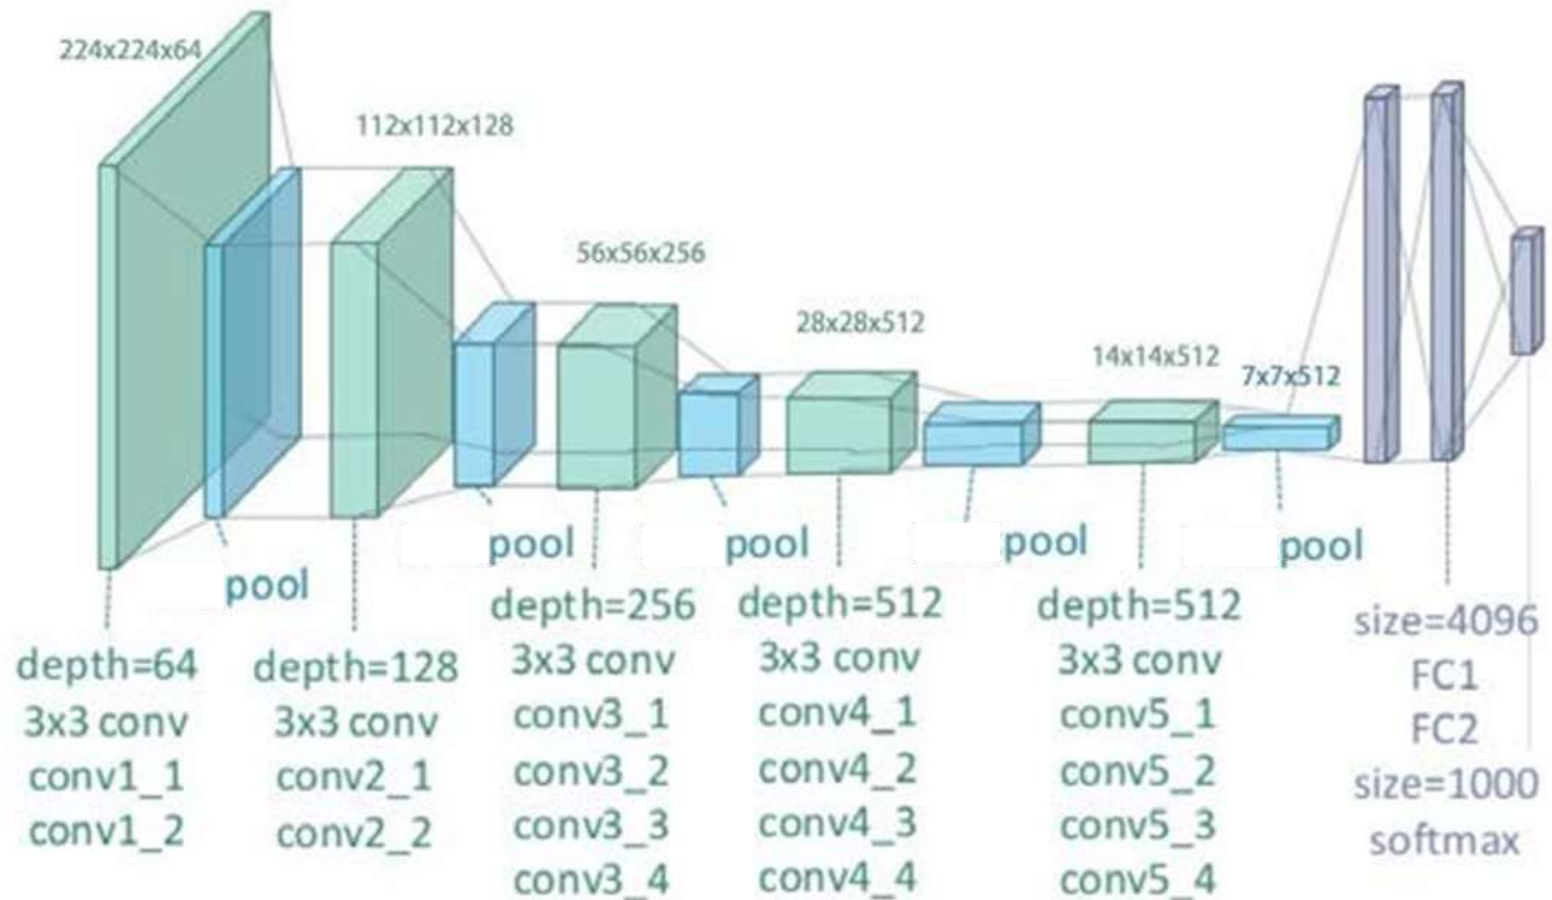 224x224x64
112x112x128
56x56x256
28x28x512
14x14x512
7x7x512
pool
pool
pool
pool
pool
depth=64
3x3 conv
conv1_1
conv1_2
depth=128
3x3 conv
conv2_1
conv2_2
depth=256
3x3 conv
conv3_1
conv3_2
conv3_3
conv3_4
depth=512
3x3 conv
conv4_1
conv4_2
conv4_3
conv4_4
depth=512
3x3 conv
conv5_1
conv5_2
conv5_3
conv5_4
size=4096
FC1
FC2
size=1000
softmax